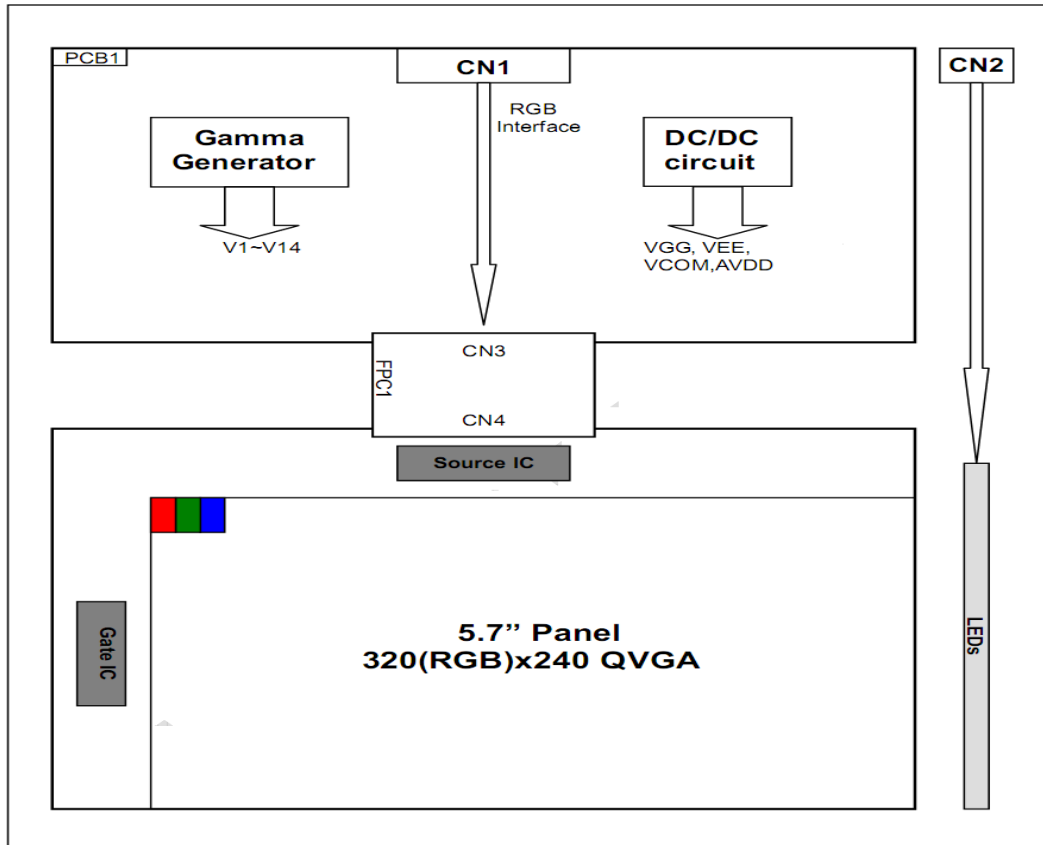 PCB1
CN1
CN2
RGB
Interface
Gamma
Generator
DC/DC
circuit
V1~V14
VGG, VEE,
VCOM,AVDD
CN3
FPC1
CN4
Source IC
Gate IC
5.7” Panel
320(RGB)x240 QVGA
LEDs